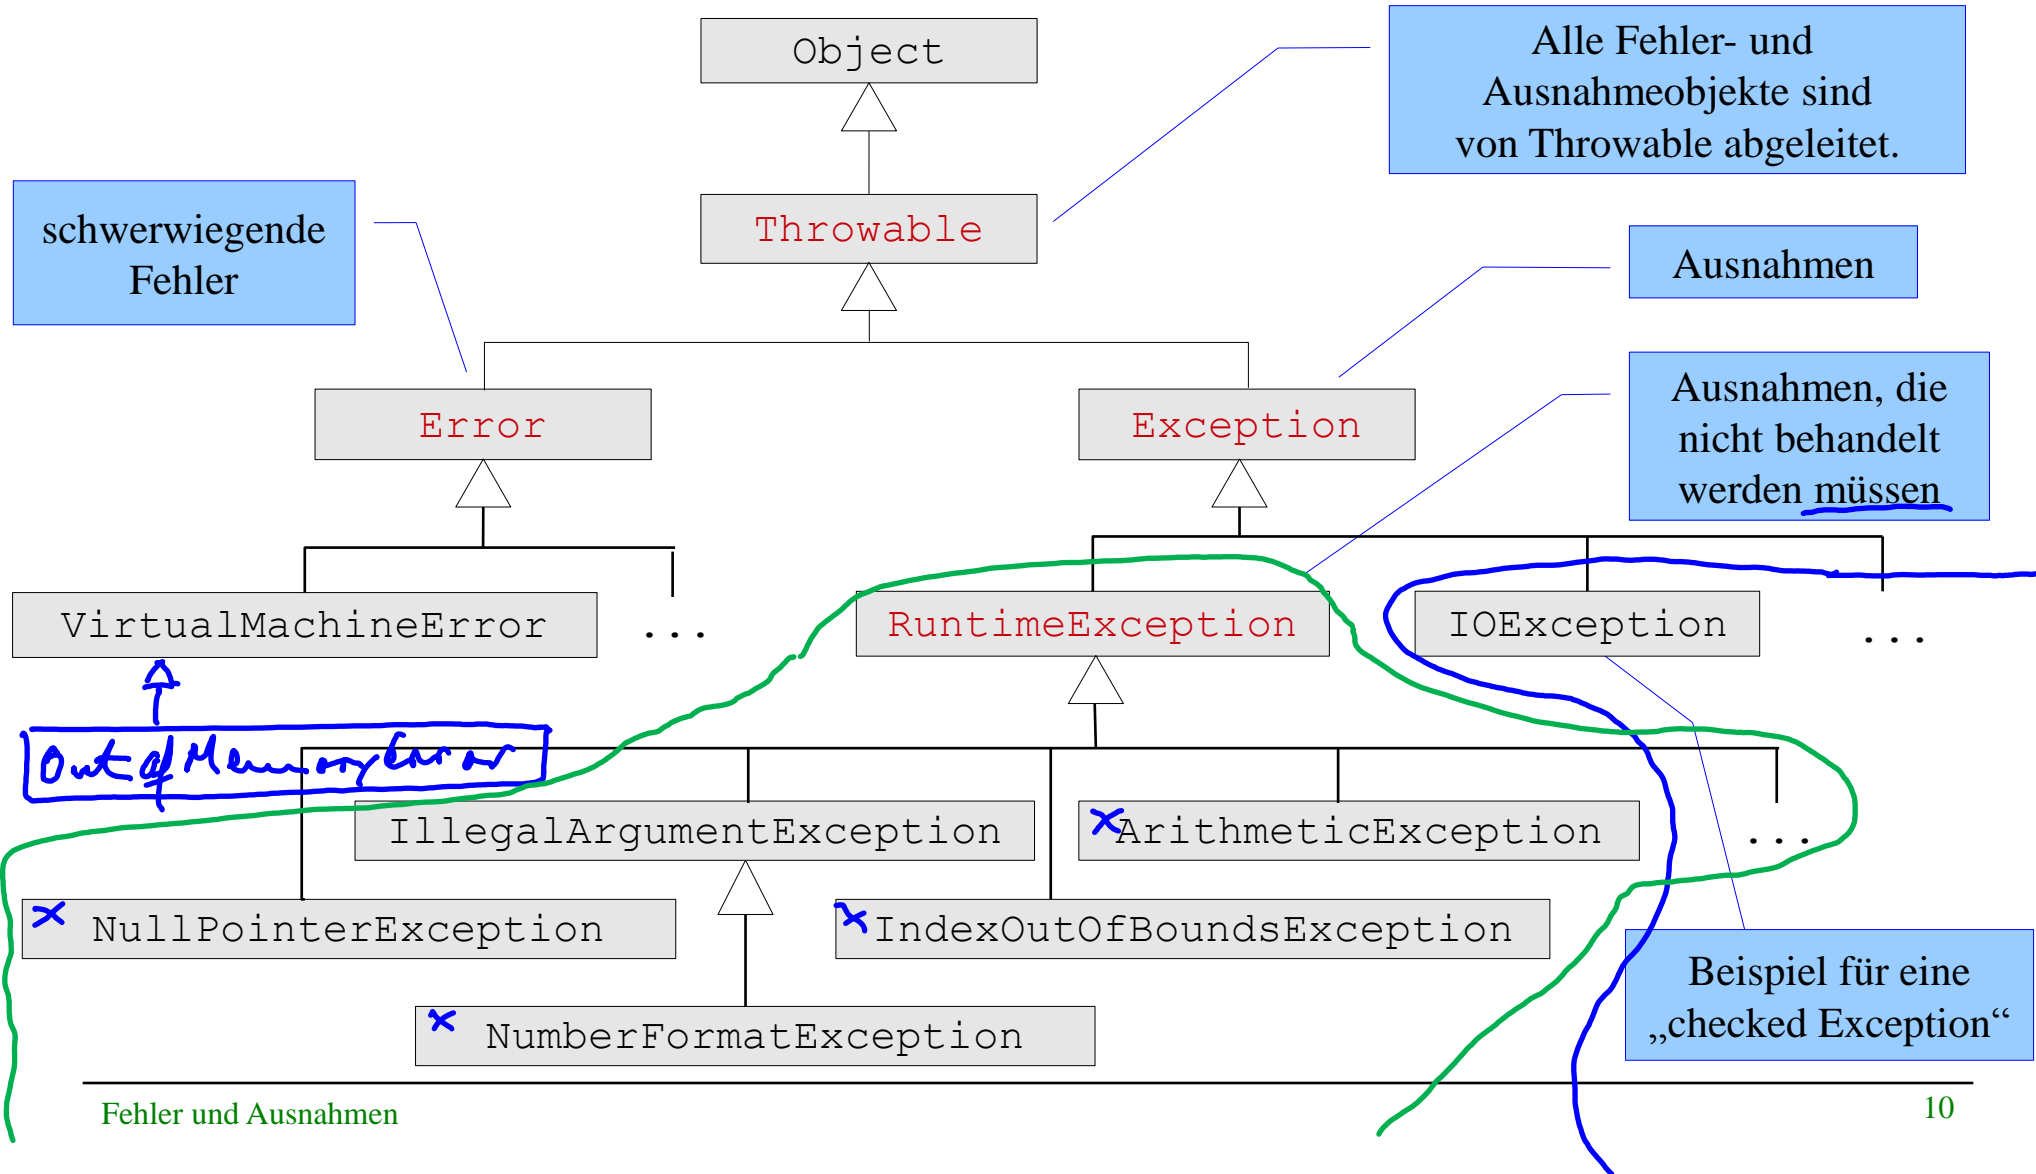 Object
Alle Fehler- und
Ausnahmeobjekte sind
von Throwable abgeleitet.
schwerwiegende
Fehler
Throwable
Ausnahmen
Error
Exception
Ausnahmen, die
nicht behandelt
werden müssen
VirtualMachineError
...
RuntimeException
IOException
...
OutofMemoryError
IllegalArgumentException
ArithmeticException
...
NullPointerException
IndexOutOfBoundsException
Beispiel für eine
„checked Exception“
NumberFormatException
Fehler und Ausnahmen
10